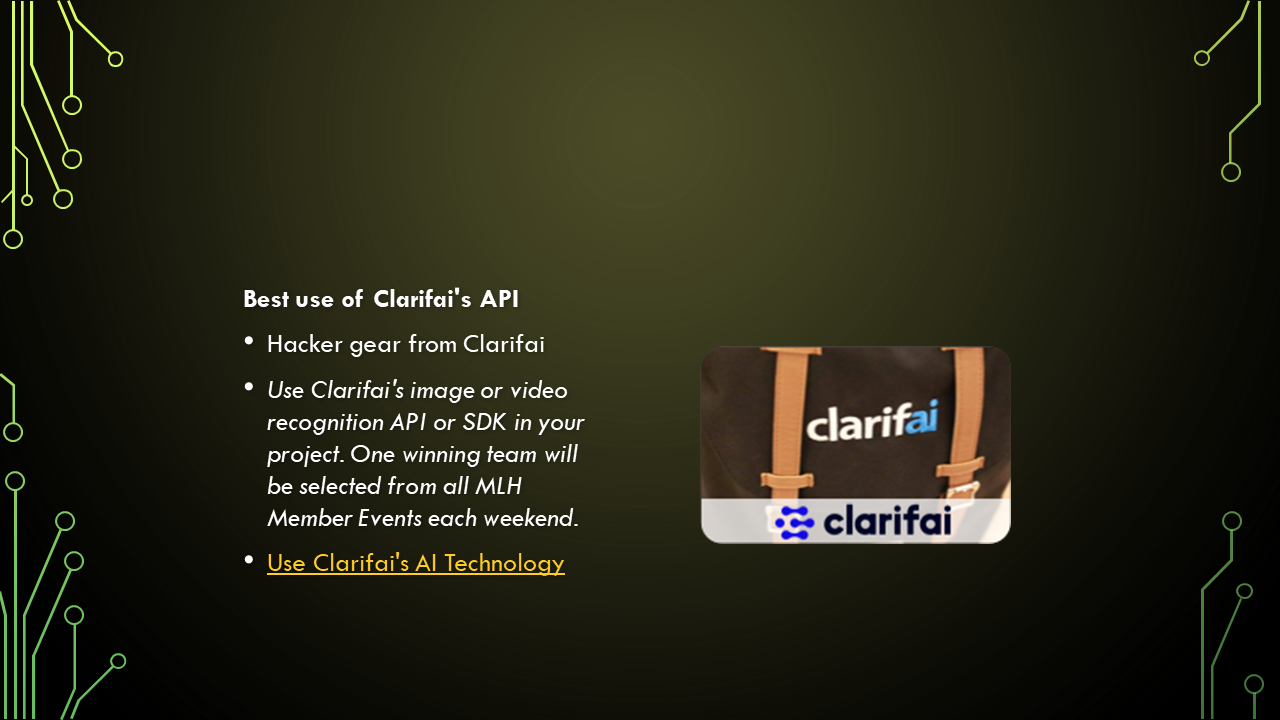 Best use of Clarifai's API
• Hacker gear from Clarifai
• Use Clarifai's image or video
recognition API or SDK in your
project. One winning team will
be selected from all MLH
Member Events each weekend.
• Use Clarifai's AI Technology
clarifai
clarifai